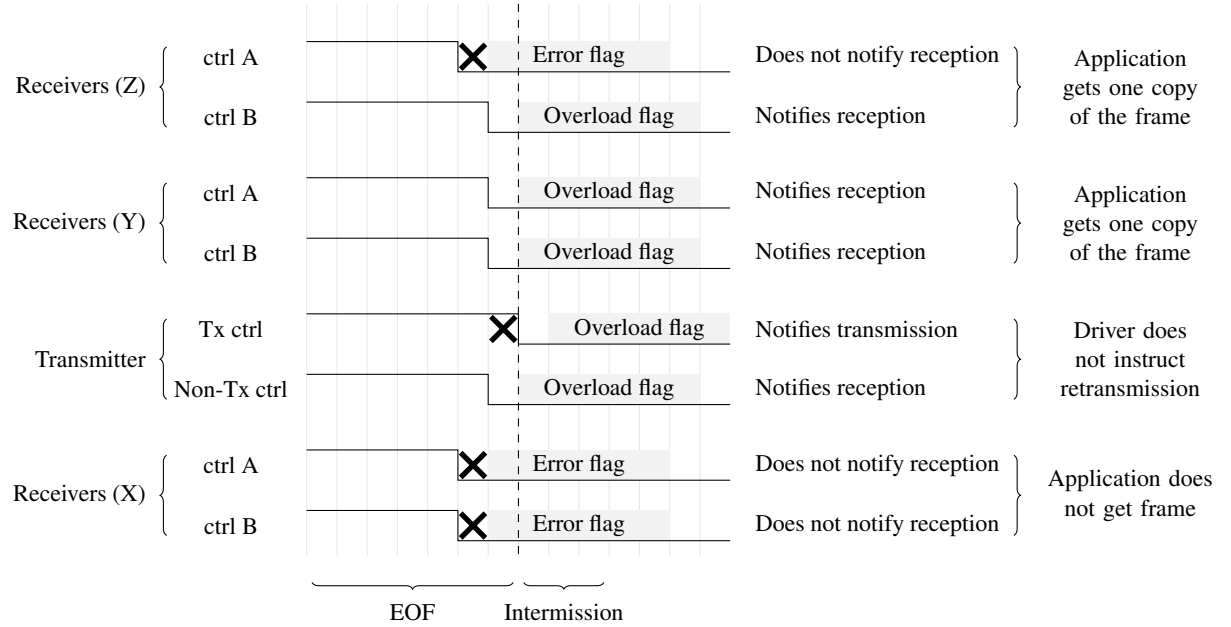 ctrl A Error flag Does not notify reception
Receivers (Z) Application gets one copy of the frame
ctrl B Overload flag Notifies reception
ctrl A Overload flag Notifies reception
Receivers (Y) Application gets one copy of the frame
ctrl B Overload flag Notifies reception
Tx ctrl Overload flag Notifies transmission
Transmitter Driver does not instruct retransmission
Non-Tx ctrl Overload flag Notifies reception
ctrl A Error flag Does not notify reception
Receivers (X) Application does not get frame
ctrl B Error flag Does not notify reception
EOF Intermission